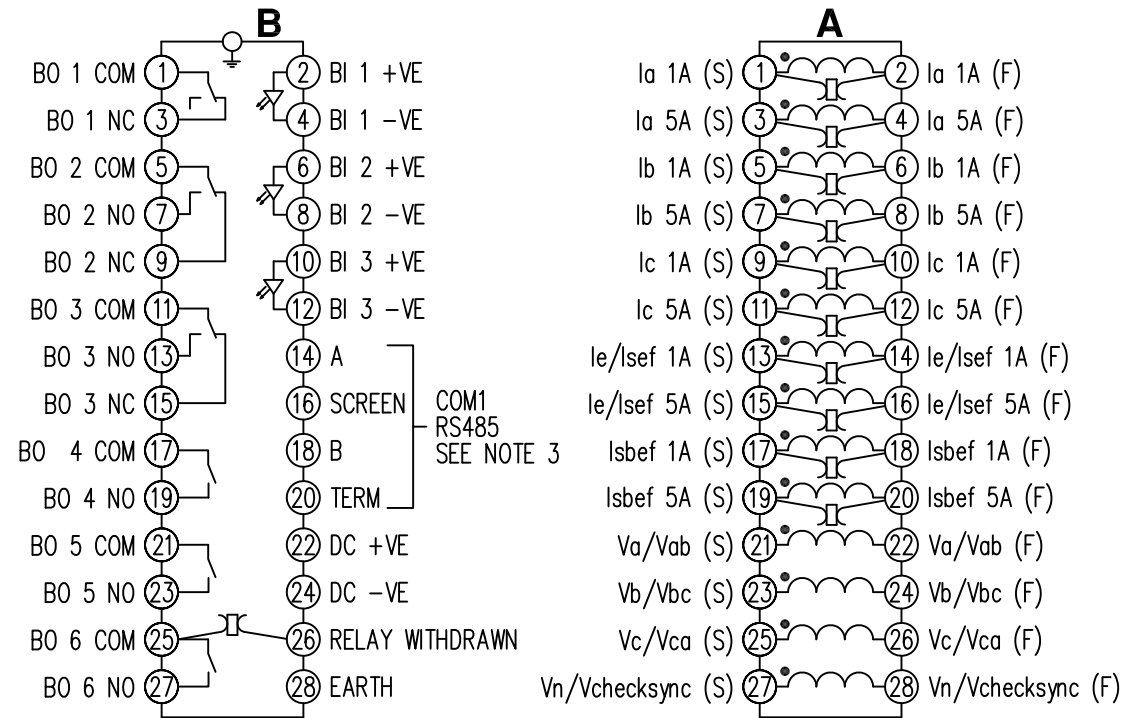 B
BO 1 COM 1
2 BI 1 +VE
BO 1 NC 3
4 BI 1 −VE
BO 2 COM 5
6 BI 2 +VE
BO 2 NO 7
8 BI 2 −VE
BO 2 NC 9
10 BI 3 +VE
BO 3 COM 11
12 BI 3 −VE
BO 3 NO 13
14 A
BO 3 NC 15
16 SCREEN
BO 4 COM 17
18 B
BO 4 NO 19
20 TERM
COM1
RS485
SEE NOTE 3
BO 5 COM 21
22 DC +VE
BO 5 NO 23
24 DC −VE
BO 6 COM 25
26 RELAY WITHDRAWN
BO 6 NO 27
28 EARTH
A
Ia 1A (S) 1
2 Ia 1A (F)
Ia 5A (S) 3
4 Ia 5A (F)
Ib 1A (S) 5
6 Ib 1A (F)
Ib 5A (S) 7
8 Ib 5A (F)
Ic 1A (S) 9
10 Ic 1A (F)
Ic 5A (S) 11
12 Ic 5A (F)
Ie/Isef 1A (S) 13
14 Ie/Isef 1A (F)
Ie/Isef 5A (S) 15
16 Ie/Isef 5A (F)
Isbef 1A (S) 17
18 Isbef 1A (F)
Isbef 5A (S) 19
20 Isbef 5A (F)
Va/Vab (S) 21
22 Va/Vab (F)
Vb/Vbc (S) 23
24 Vb/Vbc (F)
Vc/Vca (S) 25
26 Vc/Vca (F)
Vn/Vchecksync (S) 27
28 Vn/Vchecksync (F)